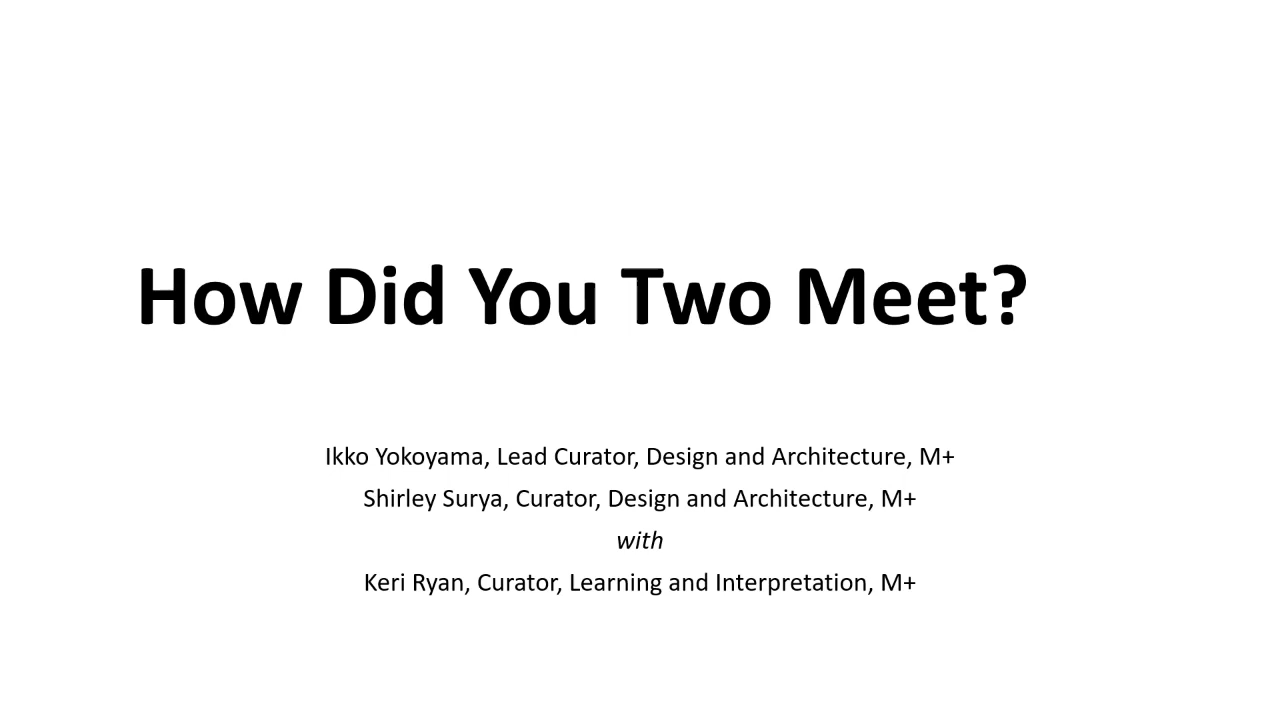 How Did You Two Meet?
Ikko Yokoyama, Lead Curator, Design and Architecture, M+
Shirley Surya, Curator, Design and Architecture, M+
with
Keri Ryan, Curator, Learning and Interpretation, M+